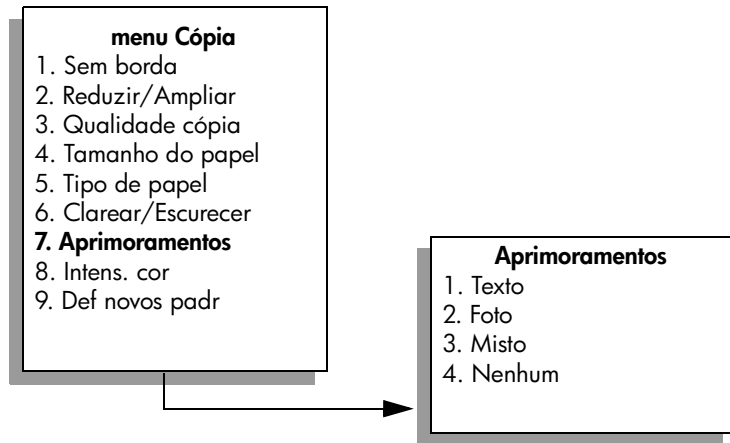 menu Cópia
1. Sem borda
2. Reduzir/Ampliar
3. Qualidade cópia
4. Tamanho do papel
5. Tipo de papel
6. Clarear/Escurecer
7. Aprimoramentos
8. Intens. cor
9. Def novos padr
Aprimoramentos
1. Texto
2. Foto
3. Misto
4. Nenhum